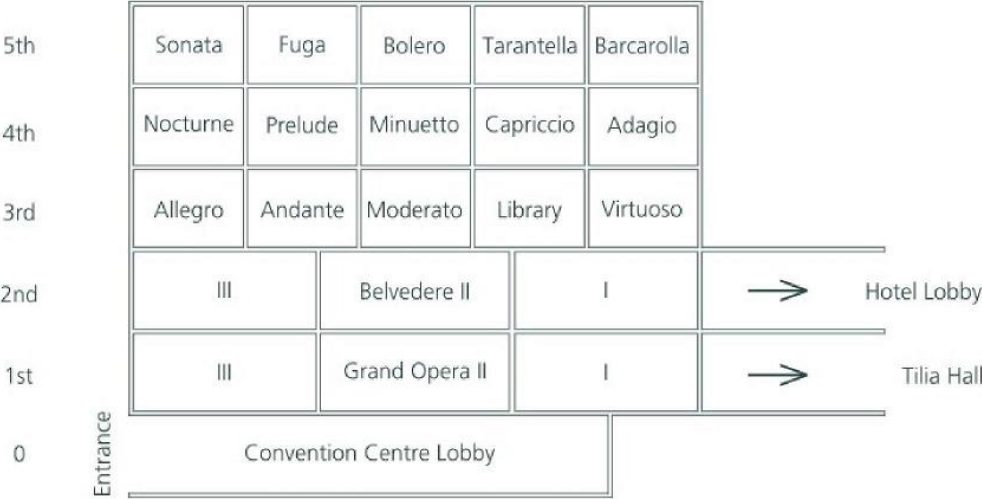 5th Sonata Fuga Bolero Tarantella Barcarolla
4th Nocturne Prelude Minuetto Capriccio Adagio
3rd Allegro Andante Moderato Library Virtuoso
2nd III Belvedere II I → Hotel Lobby
1st III Grand Opera II I → Tilia Hall
0 Entrance Convention Centre Lobby